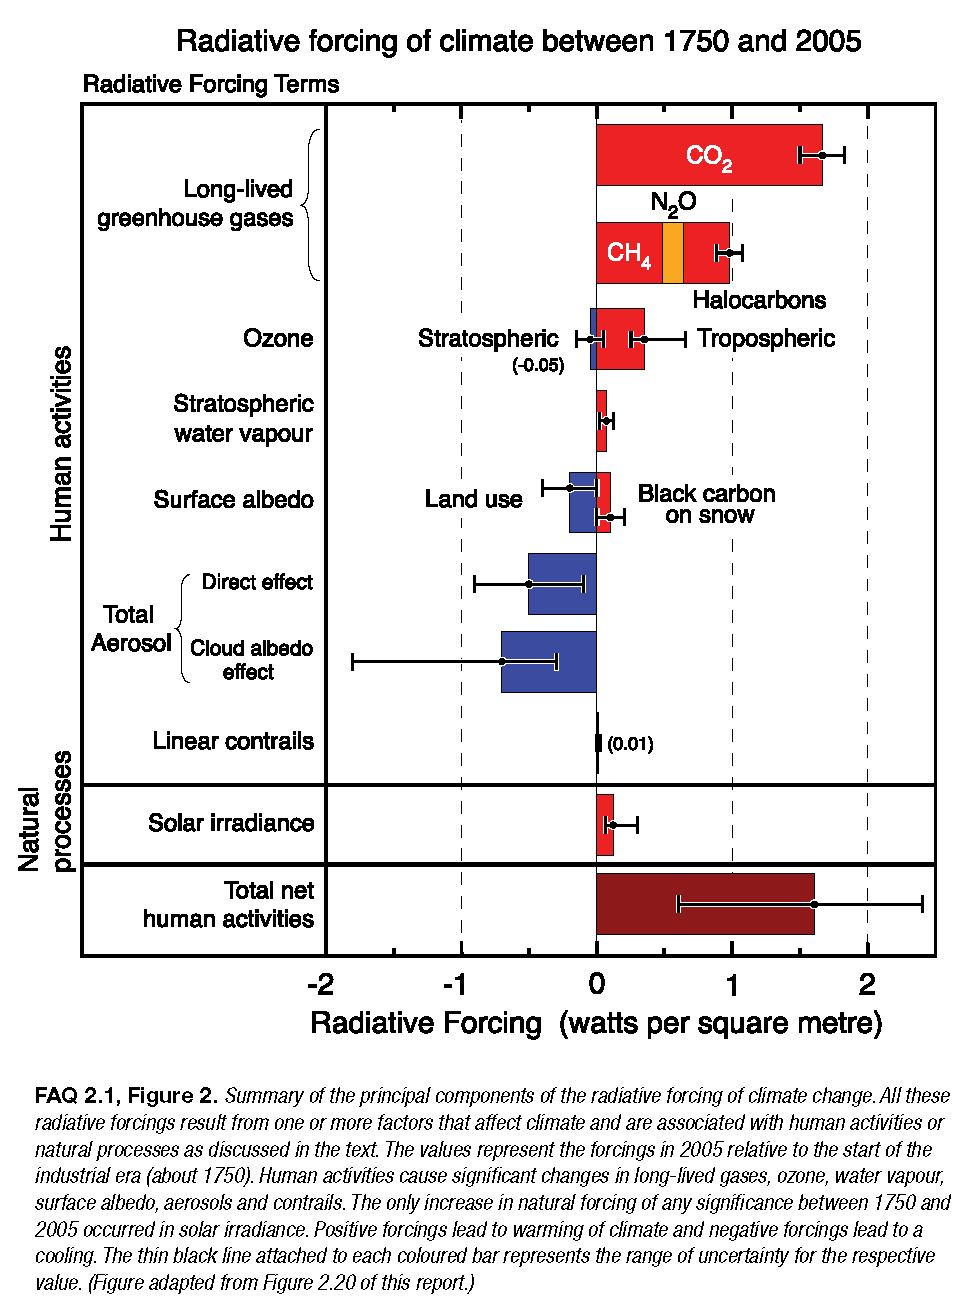 Radiative forcing of climate between 1750 and 2005
Radiative Forcing Terms
CO2
Long-lived
greenhouse gases
N2O
CH4
Halocarbons
Human activities
Ozone
Stratospheric
(-0.05)
Tropospheric
Stratospheric
water vapour
Surface albedo
Land use
Black carbon
on snow
Total
Aerosol
Direct effect
Cloud albedo
effect
Linear contrails
(0.01)
Natural
processes
Solar irradiance
Total net
human activities
-2 -1 0 1 2
Radiative Forcing (watts per square metre)
FAQ 2.1, Figure 2. Summary of the principal components of the radiative forcing of climate change. All these
radiative forcings result from one or more factors that affect climate and are associated with human activities or
natural processes as discussed in the text. The values represent the forcings in 2005 relative to the start of the
industrial era (about 1750). Human activities cause significant changes in long-lived gases, ozone, water vapour,
surface albedo, aerosols and contrails. The only increase in natural forcing of any significance between 1750 and
2005 occurred in solar irradiance. Positive forcings lead to warming of climate and negative forcings lead to a
cooling. The thin black line attached to each coloured bar represents the range of uncertainty for the respective
value. (Figure adapted from Figure 2.20 of this report.)